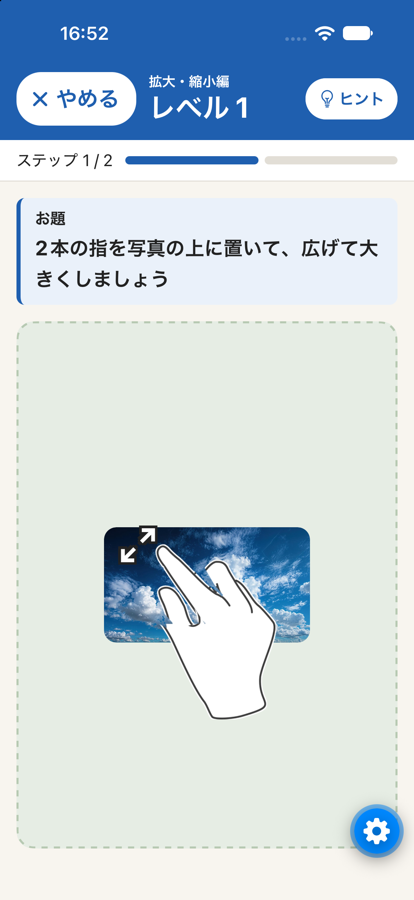 16:52
やめる
拡大・縮小編
レベル1
ヒント
ステップ 1 / 2
お題
2本の指を写真の上に置いて、広げて大
きくしましょう